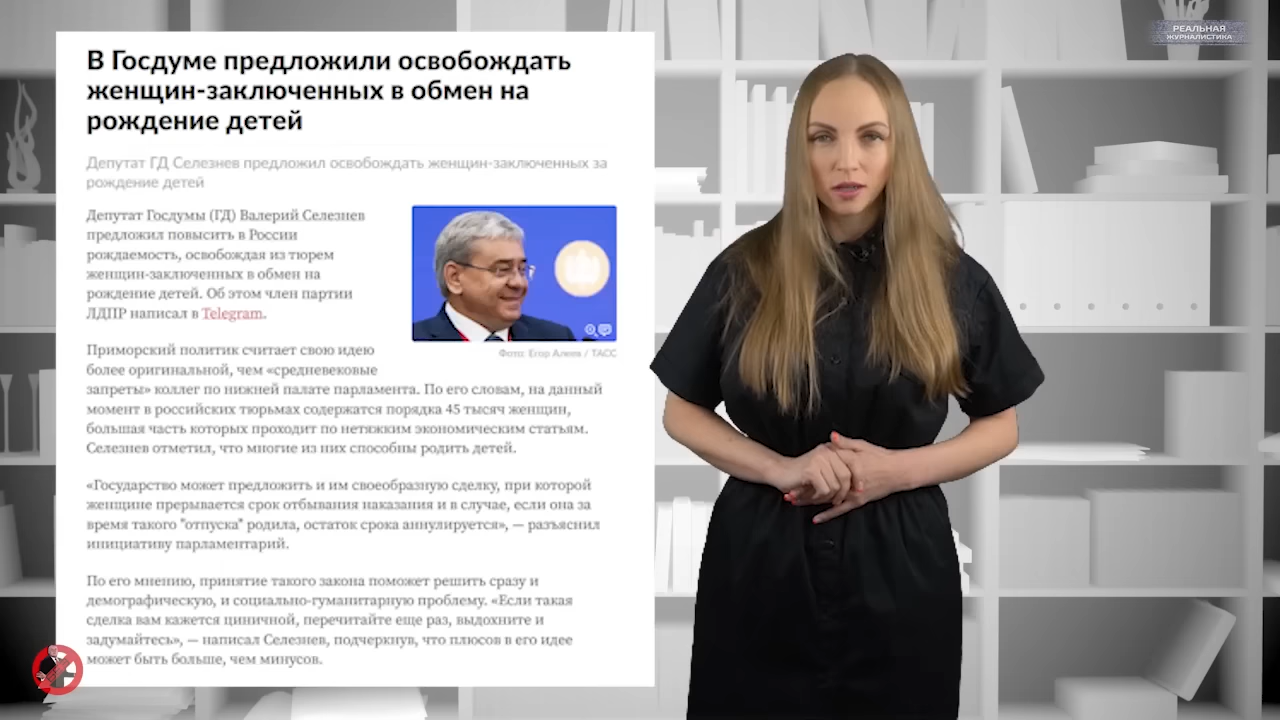 В Госдуме предложили освобождать
женщин-заключенных в обмен на
рождение детей
Депутат ГД Селезнев предложил освобождать женщин-заключенных за
рождение детей
Депутат Госдумы (ГД) Валерий Селезнев
предложил повысить в России
рождаемость, освобождая из тюрем
женщин-заключенных в обмен на
рождение детей. Об этом член партии
ЛДПР написал в Telegram.
Фото: Егор Алеев / ТАСС
Приморский политик считает свою идею
более оригинальной, чем «средневековые
запреты» коллег по нижней палате парламента. По его словам, на данный
момент в российских тюрьмах содержатся порядка 45 тысяч женщин,
большая часть которых проходит по нетяжким экономическим статьям.
Селезнев отметил, что многие из них способны родить детей.
«Государство может предложить и им своеобразную сделку, при которой
женщине прерывается срок отбывания наказания и в случае, если она за
время такого "отпуска" родила, остаток срока аннулируется», — разъяснил
инициативу парламентарий.
По его мнению, принятие такого закона поможет решить сразу и
демографическую, и социально-гуманитарную проблему. «Если такая
сделка вам кажется циничной, перечитайте еще раз, выдохните и
задумайтесь», — написал Селезнев, подчеркнув, что плюсов в его идее
может быть больше, чем минусов.
РЕАЛЬНАЯ
ЖУРНАЛИСТИКА